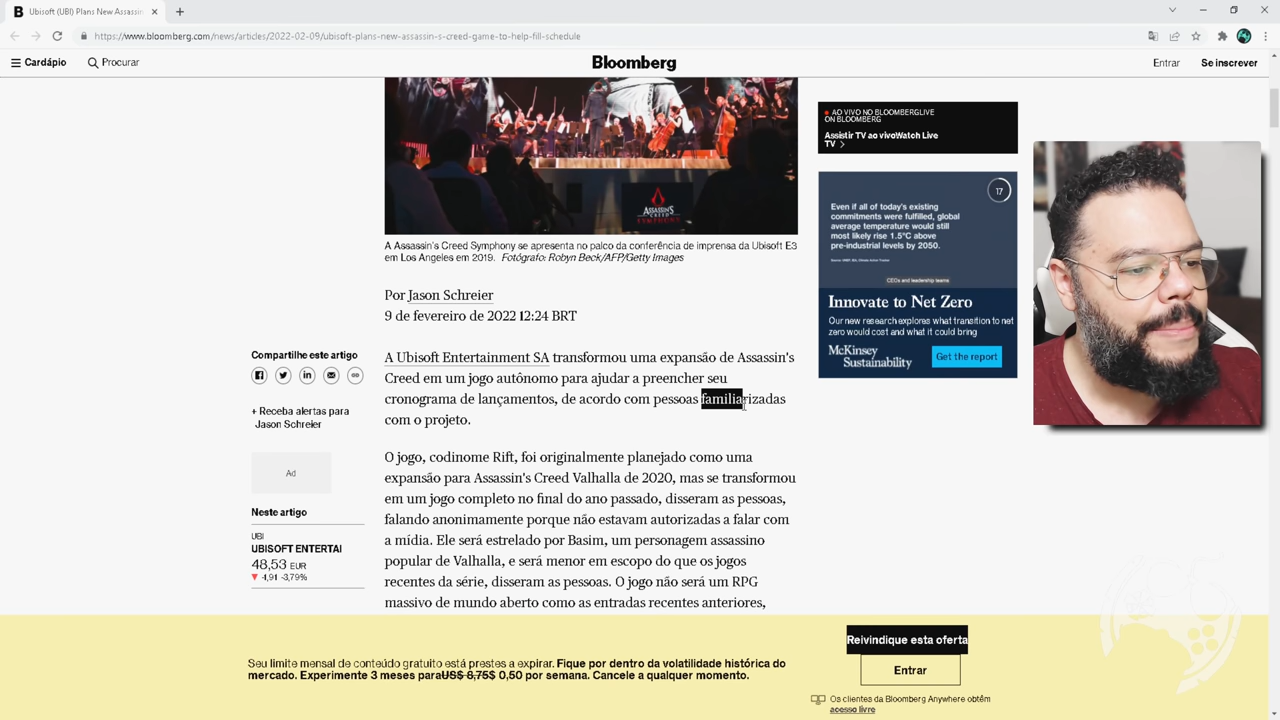 B Ubisoft (UBI) Plans New Assassin
https://www.bloomberg.com/news/articles/2022-02-09/ubisoft-plans-new-assassin-s-creed-game-to-help-fill-schedule
Cardápio
Procurar
Bloomberg
Entrar
Se inscrever
ASSASSIN'S
CREED
A Assassin's Creed Symphony se apresenta no palco da conferência de imprensa da Ubisoft E3
em Los Angeles em 2019. Fotógrafo: Robyn Beck/AFP/Getty Images
Por Jason Schreier
9 de fevereiro de 2022 12:24 BRT
Compartilhe este artigo
+ Receba alertas para
Jason Schreier
Ad
Neste artigo
UBI
UBISOFT ENTERTAI
48,53 EUR
▼ -1,91 -3,79%
A Ubisoft Entertainment SA transformou uma expansão de Assassin's
Creed em um jogo autônomo para ajudar a preencher seu
cronograma de lançamentos, de acordo com pessoas familiarizadas
com o projeto.
O jogo, codinome Rift, foi originalmente planejado como uma
expansão para Assassin's Creed Valhalla de 2020, mas se transformou
em um jogo completo no final do ano passado, disseram as pessoas,
falando anonimamente porque não estavam autorizadas a falar com
a mídia. Ele será estrelado por Basim, um personagem assassino
popular de Valhalla, e será menor em escopo do que os jogos
recentes da série, disseram as pessoas. O jogo não será um RPG
massivo de mundo aberto como as entradas recentes anteriores,
AO VIVO NO BLOOMBERGLIVE
ON BLOOMBERG
Assistir TV ao vivoWatch Live
TV >
17
Even if all of today's existing
commitments were fulfilled, global
average temperature would still
most likely rise 1.5°C above
pre-industrial levels by 2050.
CEOs and leadership teams
Innovate to Net Zero
Our new research explores what transition to net
zero would cost and what it could bring
McKinsey
Sustainability
Get the report
Seu limite mensal de conteúdo gratuito está prestes a expirar. Fique por dentro da volatilidade histórica do
mercado. Experimente 3 meses paraUS$ 8,75$ 0,50 por semana. Cancele a qualquer momento.
Reivindique esta oferta
Entrar
Os clientes da Bloomberg Anywhere obtêm
acesso livre